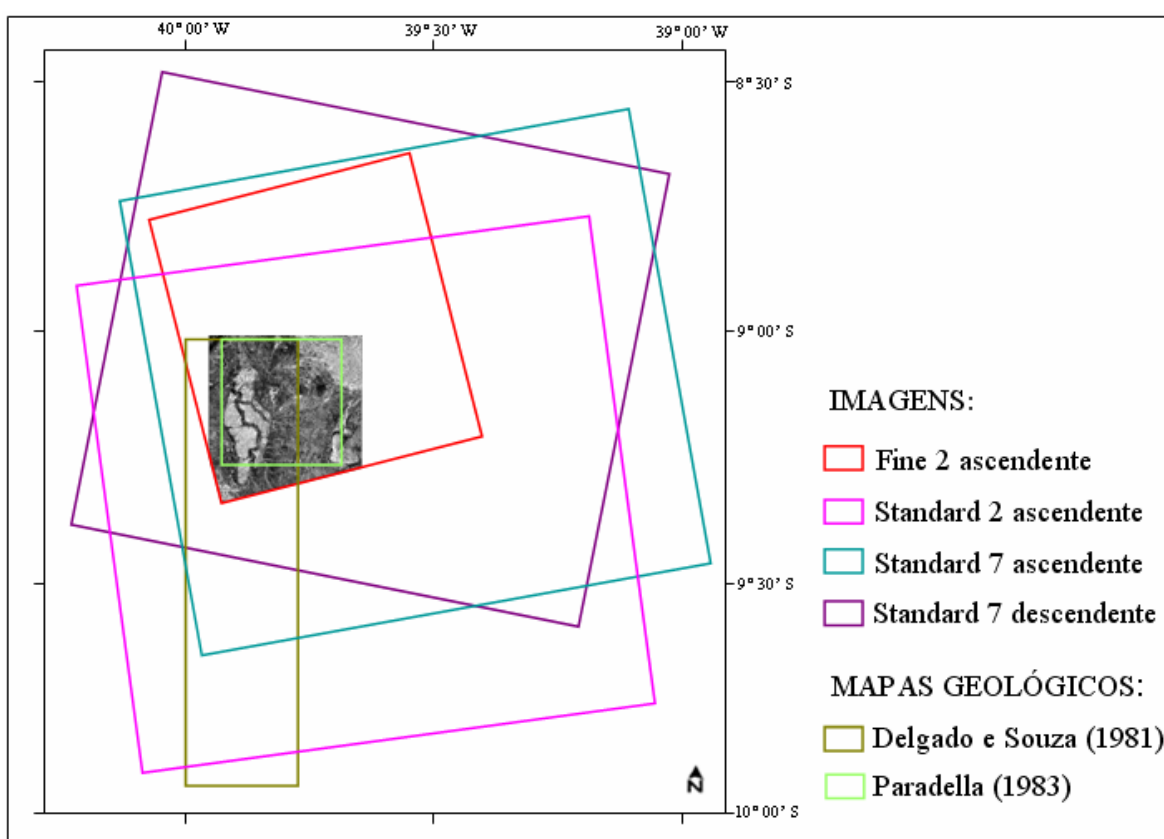 40°00' W 39°30' W 39°00' W
8°30' S
9°00' S
9°30' S
10°00' S
N
IMAGENS:
Fine 2 ascendente
Standard 2 ascendente
Standard 7 ascendente
Standard 7 descendente
MAPAS GEOLÓGICOS:
Delgado e Souza (1981)
Paradella (1983)